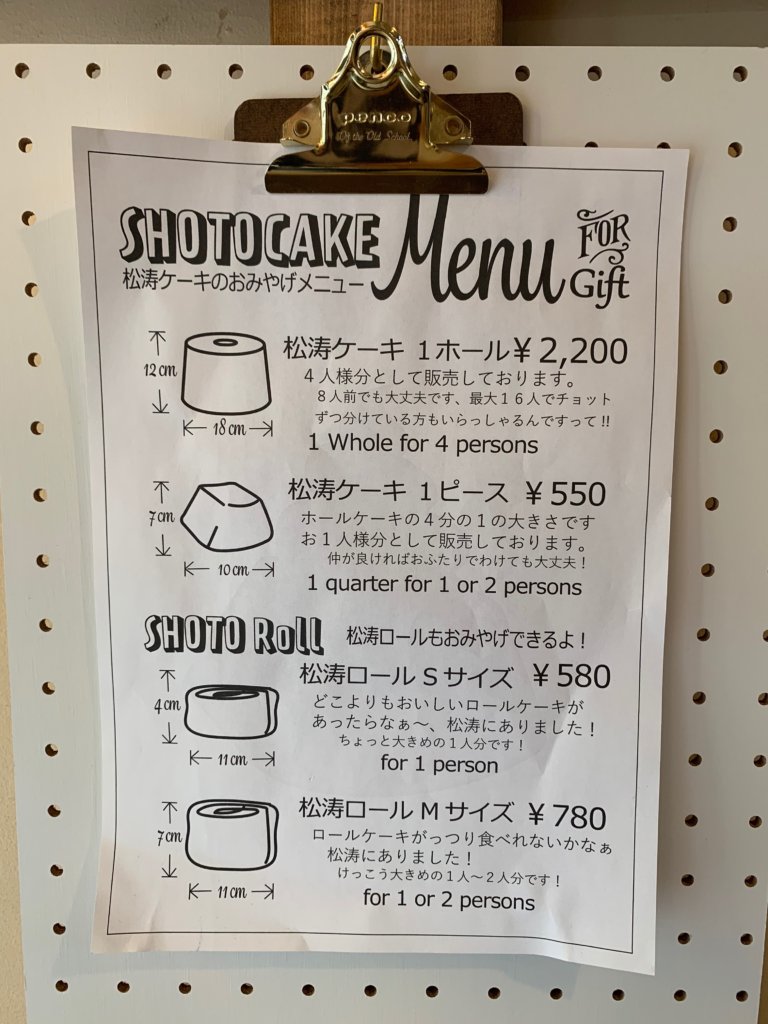 penco
Of the Old School
SHOTOCAKE Menu FOR Gift
松涛ケーキのおみやげメニュー
松涛ケーキ 1ホール¥2,200
12cm
4人様分として販売しております。
8人前でも大丈夫です、最大16人でチョット
ずつ分けている方もいらっしゃるんですって!!
18cm
1 Whole for 4 persons
松涛ケーキ 1ピース ¥550
7cm
ホールケーキの4分の1の大きさです
お1人様分として販売しております。
仲が良ければおふたりでわけても大丈夫!
10cm
1 quarter for 1 or 2 persons
SHOTO ROLL 松涛ロールもおみやげできるよ!
松涛ロールSサイズ ¥580
4cm
どこよりもおいしいロールケーキが
あったらなぁ〜、松涛にありました!
ちょっと大きめの1人分です!
11cm
for 1 person
松涛ロールMサイズ ¥780
7cm
ロールケーキがっつり食べれないかなぁ
松涛にありました!
けっこう大きめの1人〜2人分です!
11cm
for 1 or 2 persons